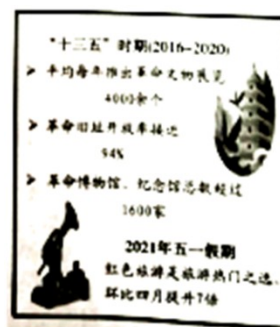 "十三五"时期(2016-2020)
➢ 平均每年推出革命文物展览
4000余个
➢ 革命旧址开放率接近
94%
➢ 革命博物馆、纪念馆总数超过
1600家
2021年五一假期
红色旅游是旅游热门之选,
环比四月提升7倍